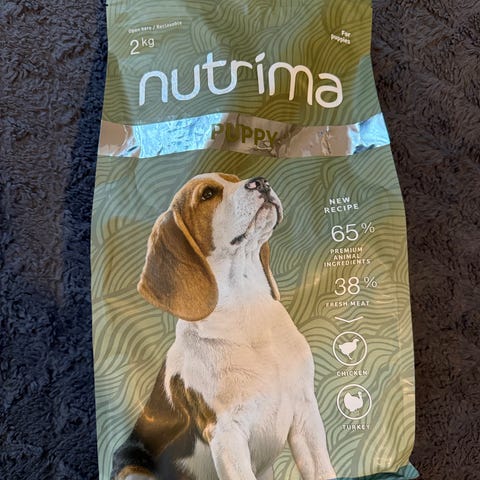 Open here / Recloseable
2 kg
For
puppies
nutrima
PUPPY
NEW
RECIPE
65%
PREMIUM
ANIMAL
INGREDIENTS
38%
FRESH MEAT
CHICKEN
TURKEY